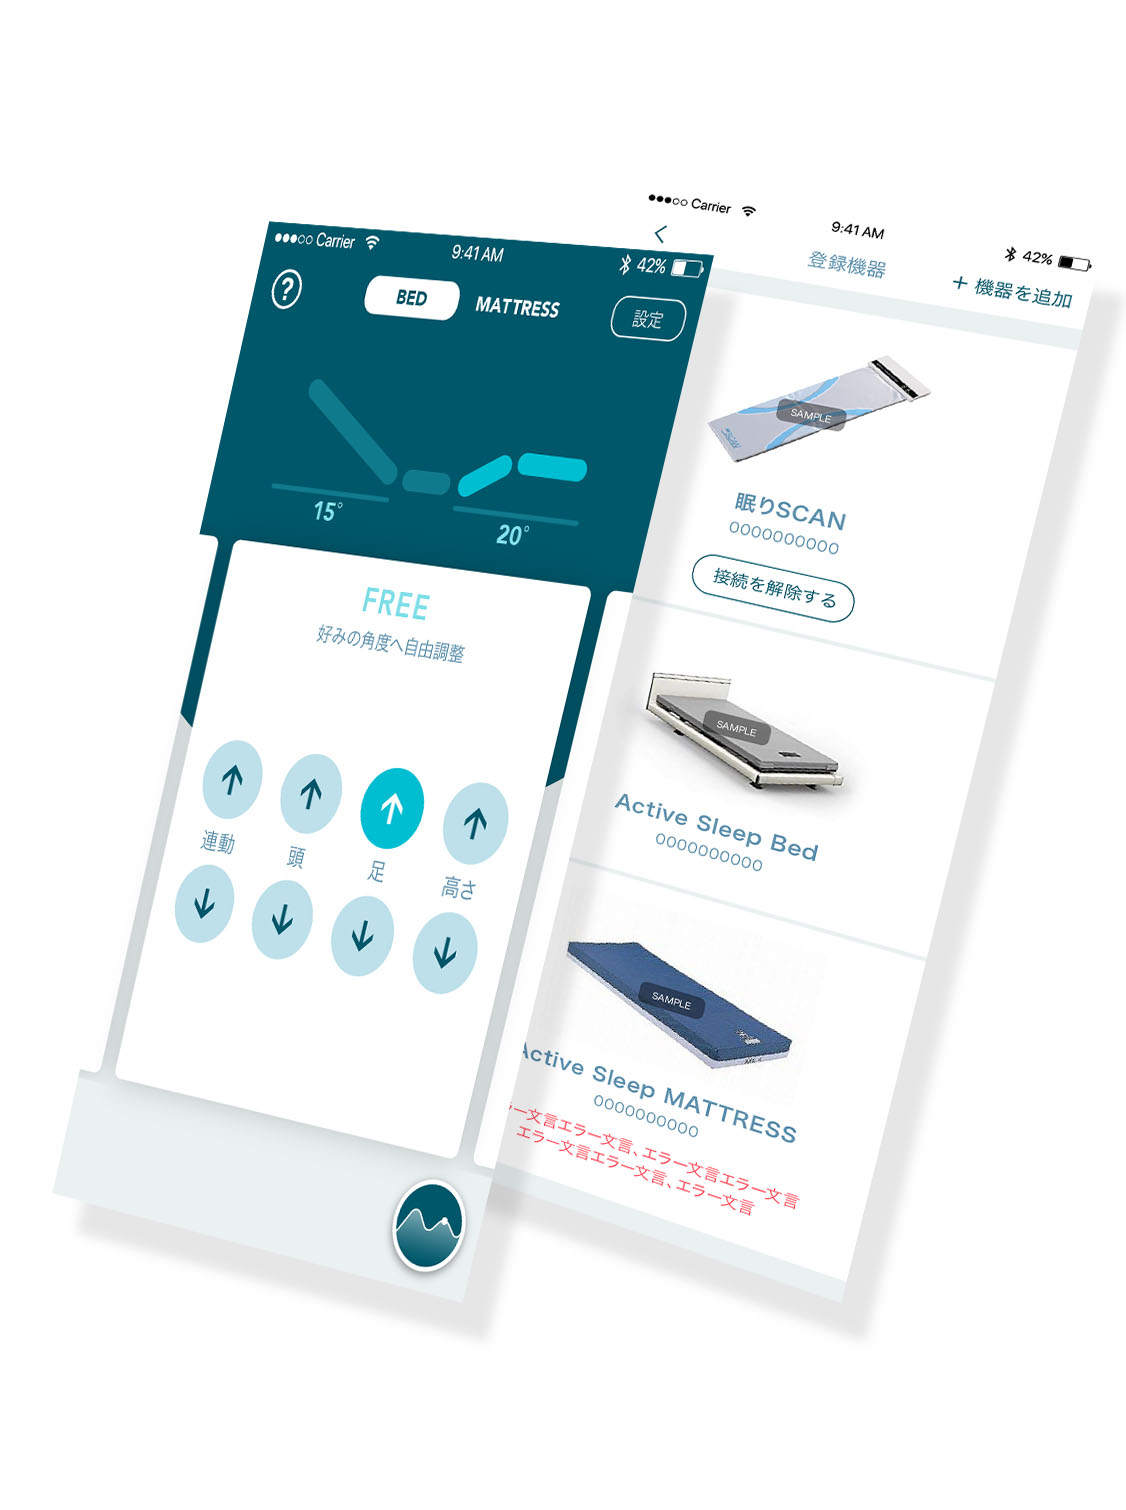 Carrier
9:41 AM
42%
?
BED
MATTRESS
設定
15°
20°
FREE
好みの角度へ自由調整
連動
頭
足
高さ
Carrier
9:41 AM
42%
登録機器
+ 機器を追加
SCAN
SAMPLE
眠りSCAN
0000000000
接続を解除する
SAMPLE
Active Sleep Bed
0000000000
SAMPLE
Active Sleep MATTRESS
0000000000
ラー文言エラー文言、エラー文言エラー文言
エラー文言エラー文言、エラー文言